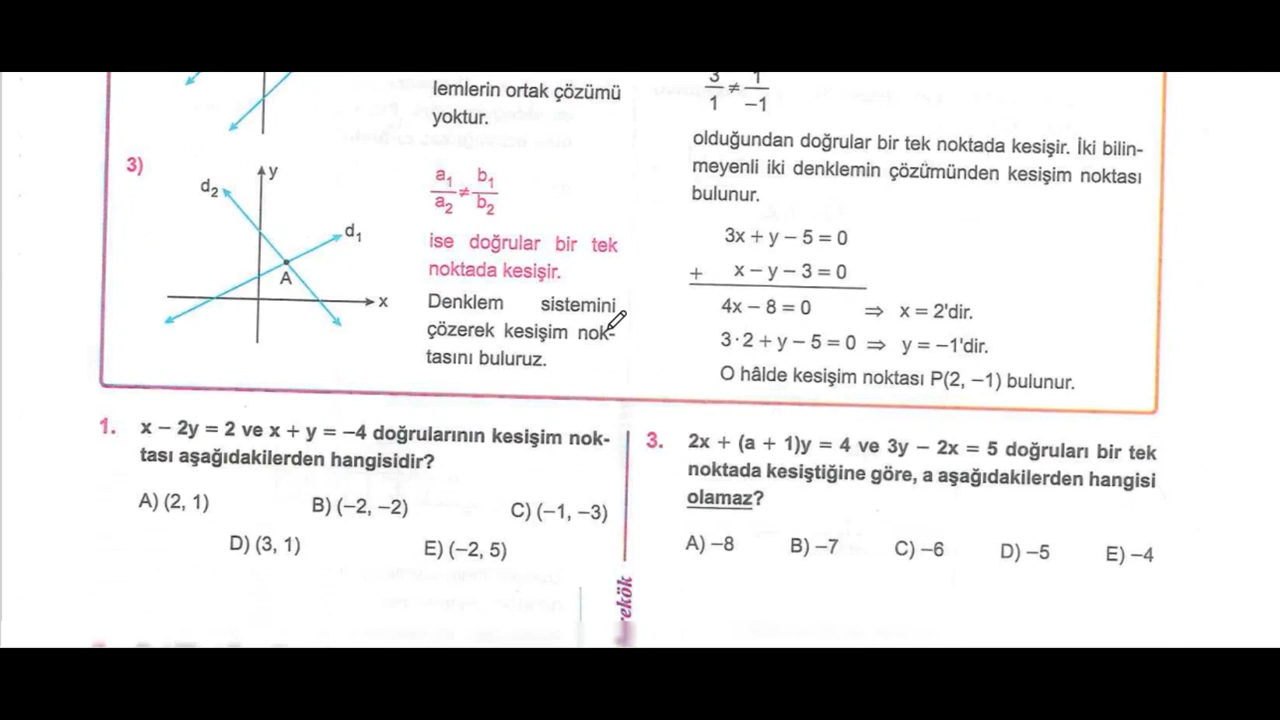 lemlerin ortak çözümü
yoktur.
3)
y
d2
d1
A
x
a1/a2 ≠ b1/b2
ise doğrular bir tek
noktada kesişir.
Denklem sistemini
çözerek kesişim nok-
tasını buluruz.
3/1 ≠ 1/−1
olduğundan doğrular bir tek noktada kesişir. İki bilin-
meyenli iki denklemin çözümünden kesişim noktası
bulunur.
3x + y − 5 = 0
+ x − y − 3 = 0
4x − 8 = 0 ⇒ x = 2'dir.
3·2 + y − 5 = 0 ⇒ y = −1'dir.
O hâlde kesişim noktası P(2, −1) bulunur.
1. x − 2y = 2 ve x + y = −4 doğrularının kesişim nok-
tası aşağıdakilerden hangisidir?
A) (2, 1) B) (−2, −2) C) (−1, −3)
D) (3, 1) E) (−2, 5)
3. 2x + (a + 1)y = 4 ve 3y − 2x = 5 doğruları bir tek
noktada kesiştiğine göre, a aşağıdakilerden hangisi
olamaz?
A) −8 B) −7 C) −6 D) −5 E) −4